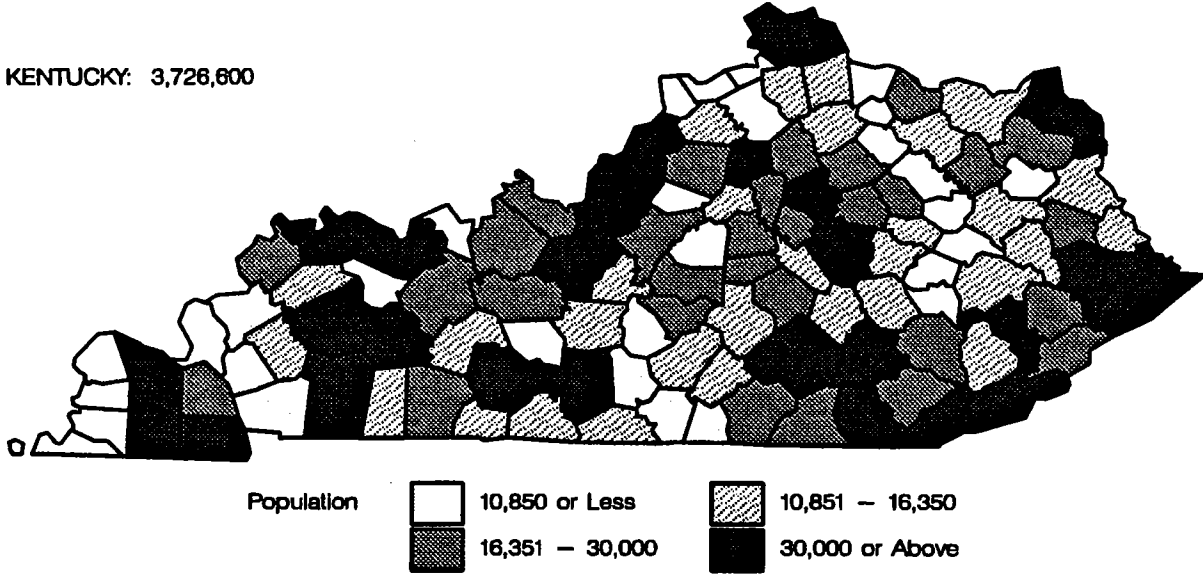 KENTUCKY: 3,726,600
Population
10,850 or Less
10,851 – 16,350
16,351 – 30,000
30,000 or Above